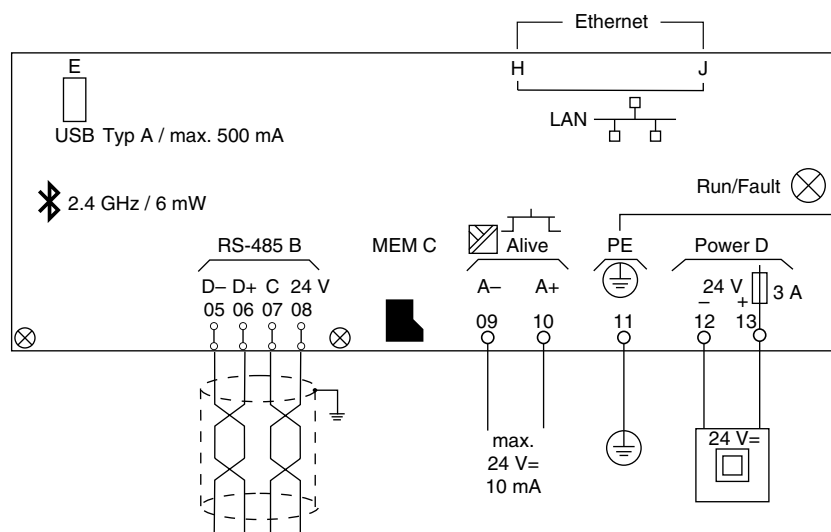 Ethernet
E
H J
USB Typ A / max. 500 mA
LAN
2.4 GHz / 6 mW
Run/Fault
RS-485 B
MEM C
Alive
PE
Power D
D– D+ C 24 V
A– A+
24 V
– +
3 A
05 06 07 08
09 10
11
12 13
max.
24 V=
10 mA
24 V=